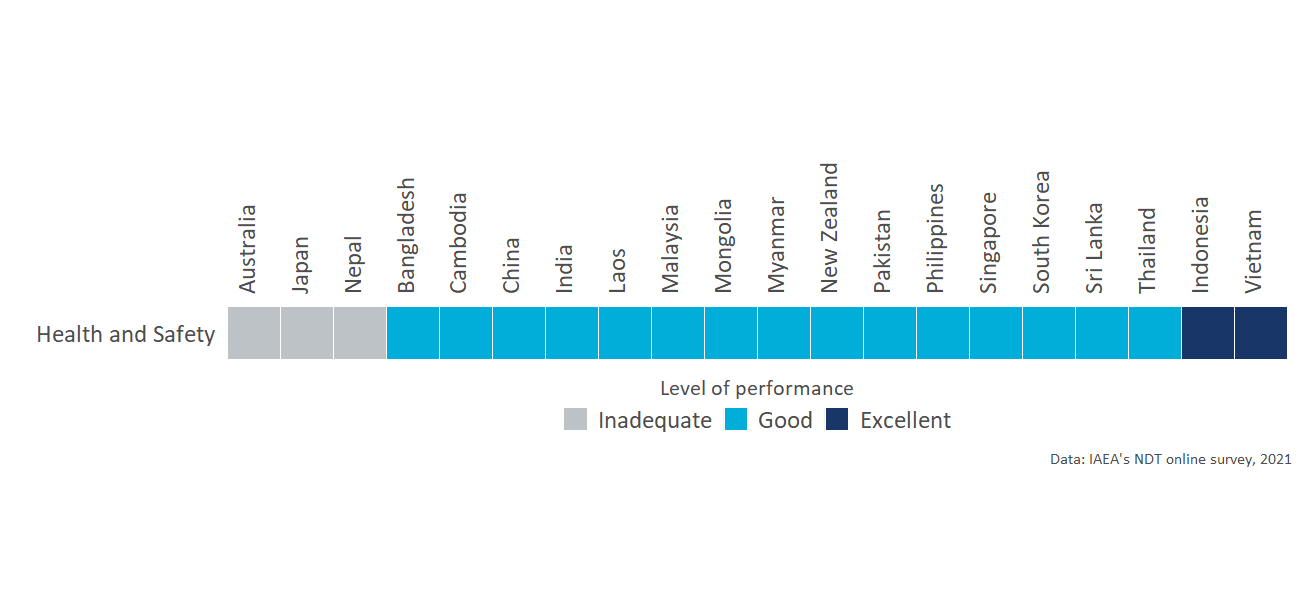 Australia
Japan
Nepal
Bangladesh
Cambodia
China
India
Laos
Malaysia
Mongolia
Myanmar
New Zealand
Pakistan
Philippines
Singapore
South Korea
Sri Lanka
Thailand
Indonesia
Vietnam
Health and Safety
Level of performance
Inadequate Good Excellent
Data: IAEA's NDT online survey, 2021